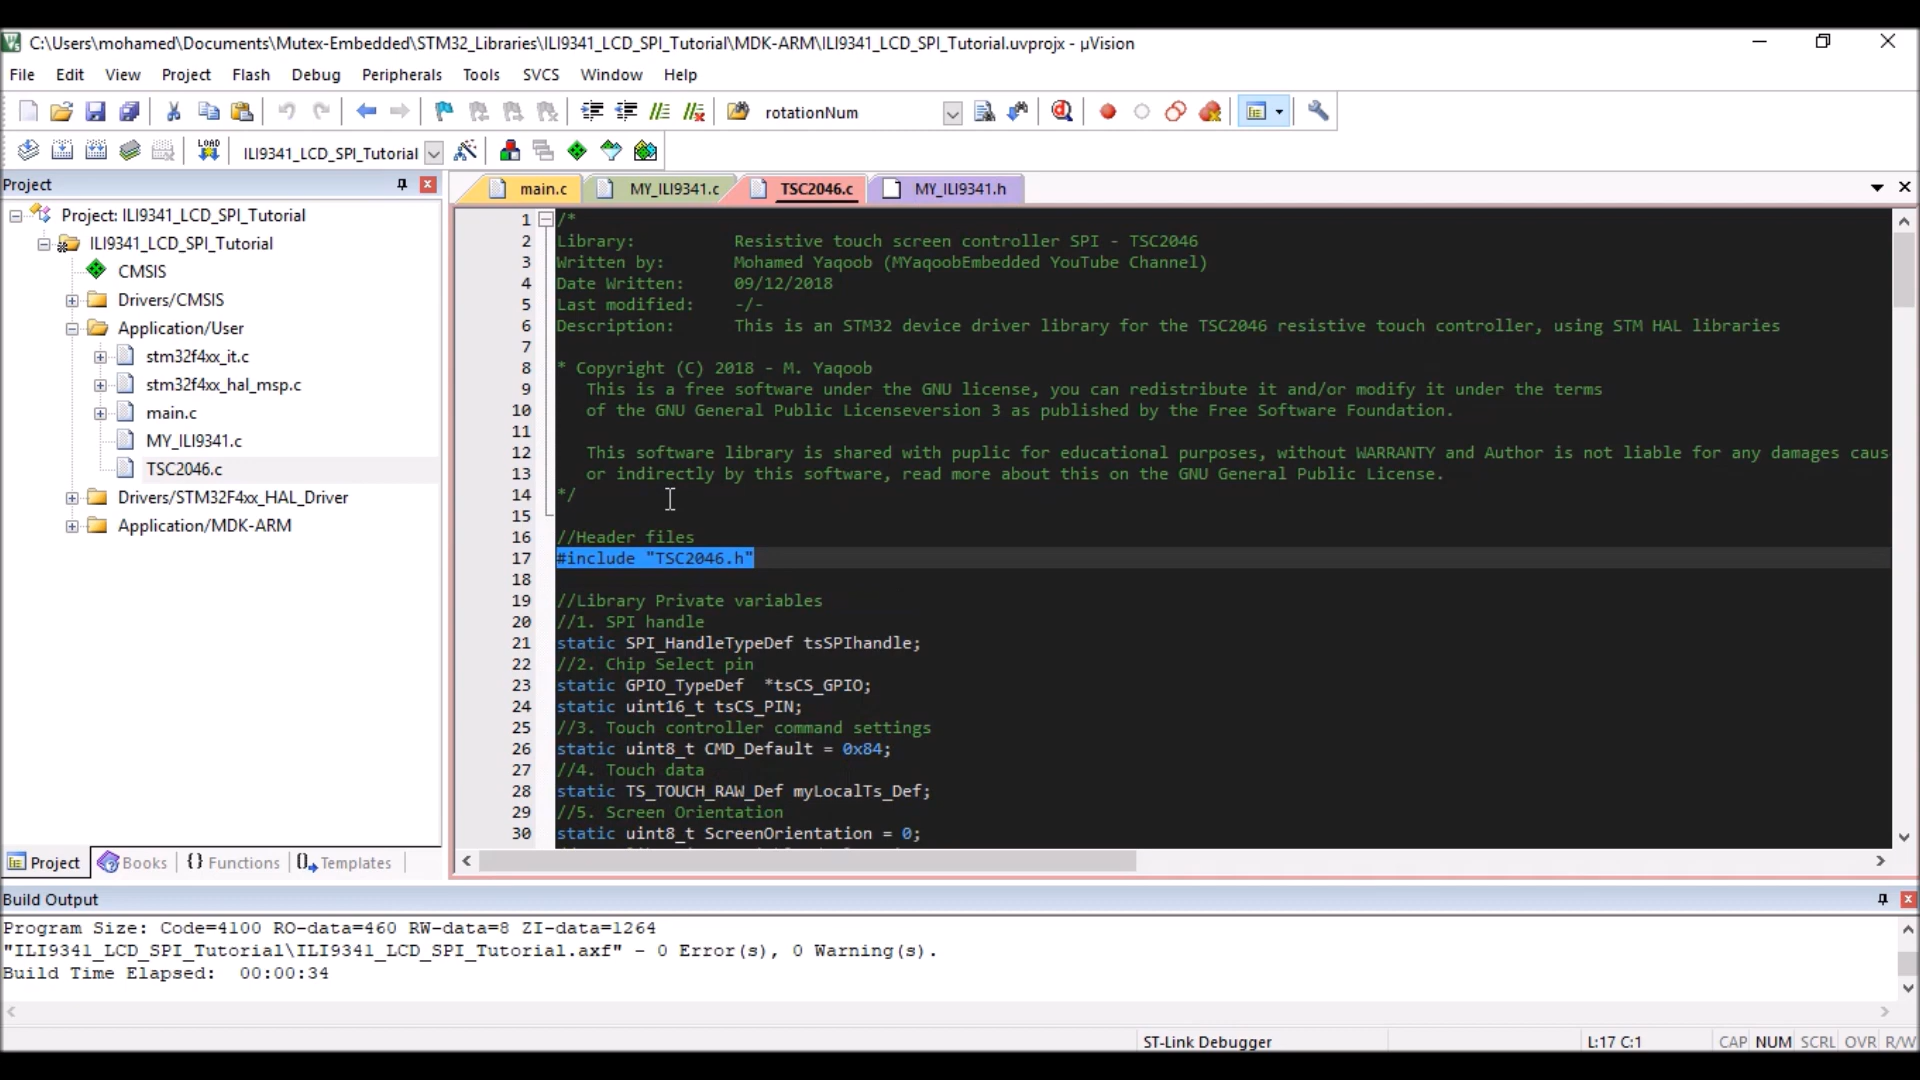 C:\Users\mohamed\Documents\Mutex-Embedded\STM32_Libraries\ILI9341_LCD_SPI_Tutorial\MDK-ARM\ILI9341_LCD_SPI_Tutorial.uvprojx - µVision
File Edit View Project Flash Debug Peripherals Tools SVCS Window Help
rotationNum
LOAD ILI9341_LCD_SPI_Tutorial
Project
main.c MY_ILI9341.c TSC2046.c MY_ILI9341.h
Project: ILI9341_LCD_SPI_Tutorial
ILI9341_LCD_SPI_Tutorial
CMSIS
Drivers/CMSIS
Application/User
stm32f4xx_it.c
stm32f4xx_hal_msp.c
main.c
MY_ILI9341.c
TSC2046.c
Drivers/STM32F4xx_HAL_Driver
Application/MDK-ARM
Project Books {} Functions Templates
1 /*
2 Library: Resistive touch screen controller SPI - TSC2046
3 Written by: Mohamed Yaqoob (MYaqoobEmbedded YouTube Channel)
4 Date Written: 09/12/2018
5 Last modified: -/-
6 Description: This is an STM32 device driver library for the TSC2046 resistive touch controller, using STM HAL libraries
7
8 * Copyright (C) 2018 - M. Yaqoob
9 This is a free software under the GNU license, you can redistribute it and/or modify it under the terms
10 of the GNU General Public Licenseversion 3 as published by the Free Software Foundation.
11
12 This software library is shared with puplic for educational purposes, without WARRANTY and Author is not liable for any damages caus
13 or indirectly by this software, read more about this on the GNU General Public License.
14 */
15
16 //Header files
17 #include "TSC2046.h"
18
19 //Library Private variables
20 //1. SPI handle
21 static SPI_HandleTypeDef tsSPIhandle;
22 //2. Chip Select pin
23 static GPIO_TypeDef *tsCS_GPIO;
24 static uint16_t tsCS_PIN;
25 //3. Touch controller command settings
26 static uint8_t CMD_Default = 0x84;
27 //4. Touch data
28 static TS_TOUCH_RAW_Def myLocalTs_Def;
29 //5. Screen Orientation
30 static uint8_t ScreenOrientation = 0;
Build Output
Program Size: Code=4100 RO-data=460 RW-data=8 ZI-data=1264
"ILI9341_LCD_SPI_Tutorial\ILI9341_LCD_SPI_Tutorial.axf" - 0 Error(s), 0 Warning(s).
Build Time Elapsed: 00:00:34
ST-Link Debugger L:17 C:1 CAP NUM SCRL OVR R/W